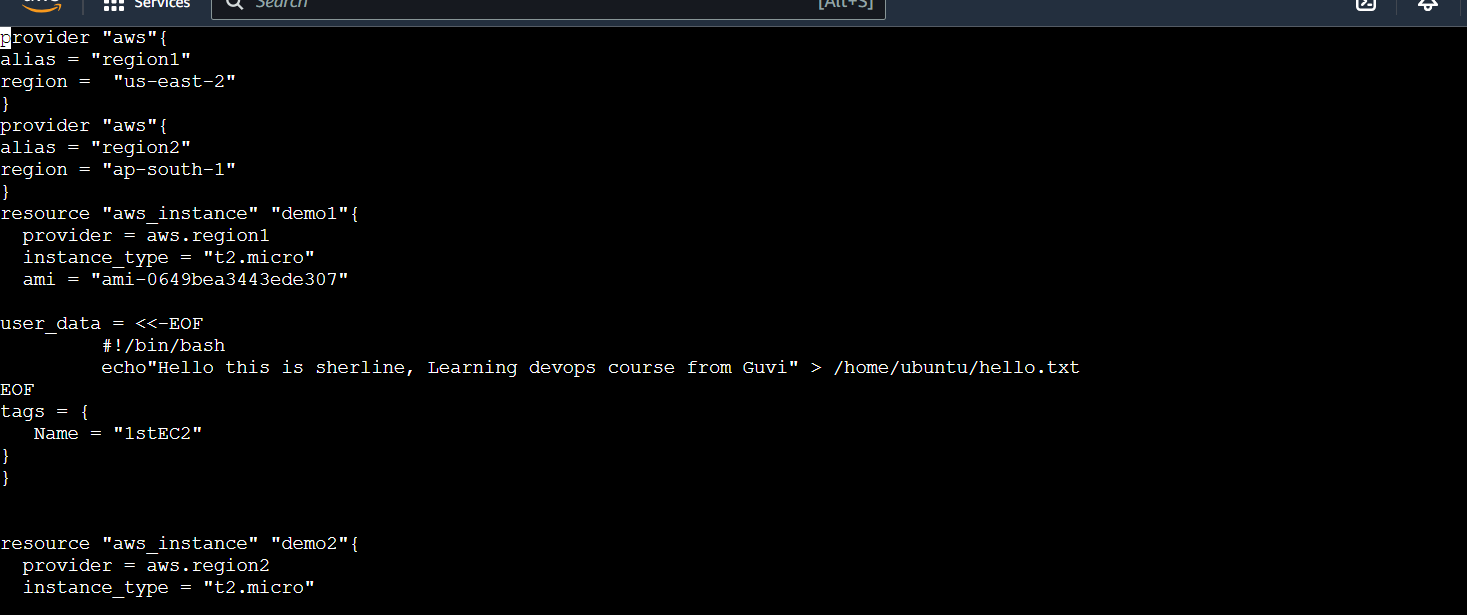 Services
Search
[Alt+S]
provider "aws"{
alias = "region1"
region =  "us-east-2"
}
provider "aws"{
alias = "region2"
region = "ap-south-1"
}
resource "aws_instance" "demo1"{
  provider = aws.region1
  instance_type = "t2.micro"
  ami = "ami-0649bea3443ede307"

user_data = <<-EOF
         #!/bin/bash
         echo"Hello this is sherline, Learning devops course from Guvi" > /home/ubuntu/hello.txt
EOF
tags = {
   Name = "1stEC2"
}
}

resource "aws_instance" "demo2"{
  provider = aws.region2
  instance_type = "t2.micro"